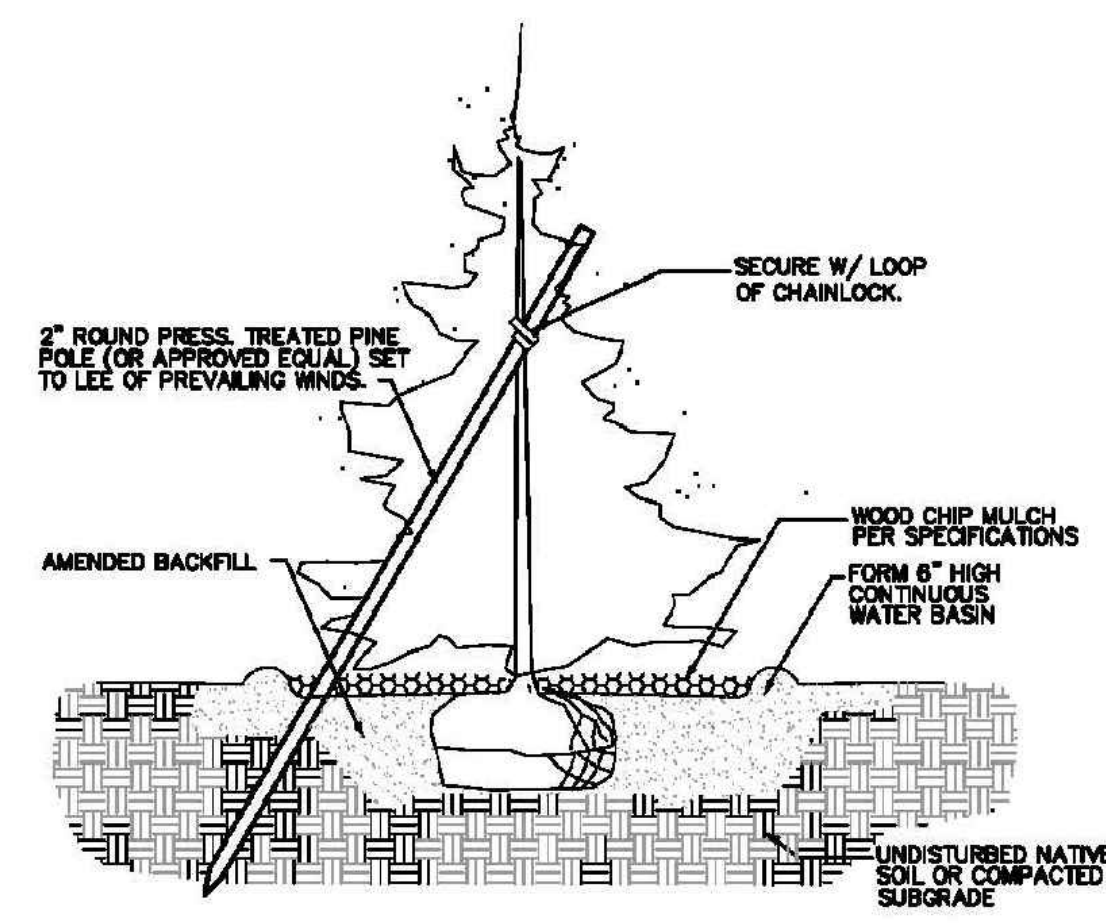 SECURE W/ LOOP
OF CHAINLOCK.
2" ROUND PRESS. TREATED PINE
POLE (OR APPROVED EQUAL) SET
TO LEE OF PREVAILING WINDS.
WOOD CHIP MULCH
PER SPECIFICATIONS
AMENDED BACKFILL
FORM 6" HIGH
CONTINUOUS
WATER BASIN
UNDISTURBED NATIVE
SOIL OR COMPACTED
SUBGRADE